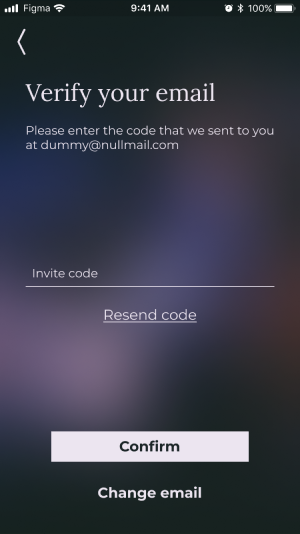 Figma 9:41 AM 100%
Verify your email
Please enter the code that we sent to you
at dummy@nullmail.com
Invite code
Resend code
Confirm
Change email